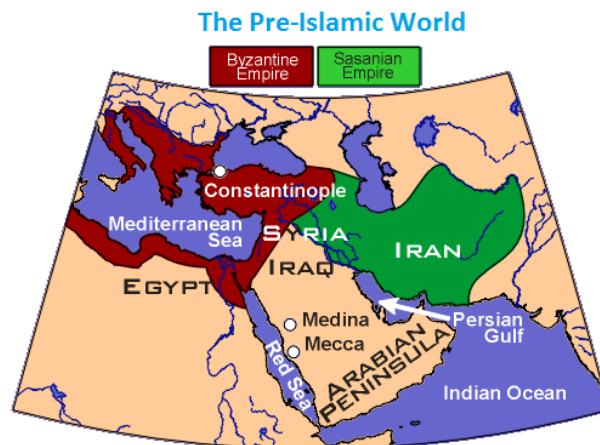 The Pre-Islamic World
Byzantine
Empire
Sasanian
Empire
Constantinople
Mediterranean
Sea
SYRIA
IRAN
IRAQ
EGYPT
Medina
Mecca
Persian
Gulf
Red Sea
ARABIAN
PENINSULA
Indian Ocean